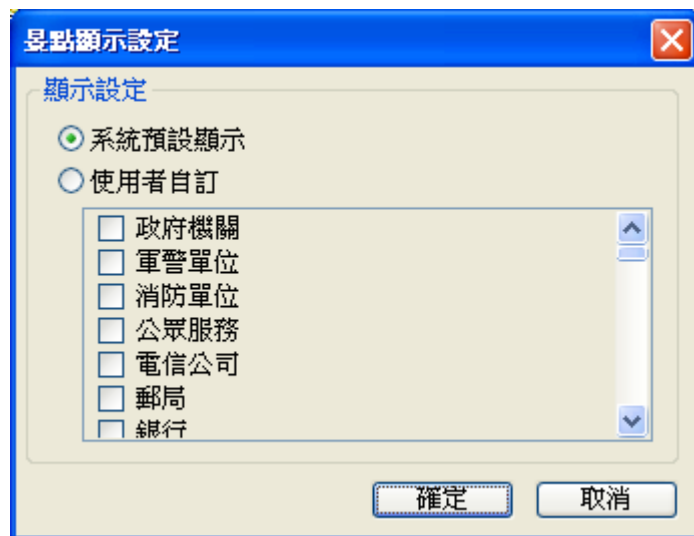 景點顯示設定
顯示設定
系統預設顯示
使用者自訂
政府機關
軍警單位
消防單位
公眾服務
電信公司
郵局
銀行
確定
取消